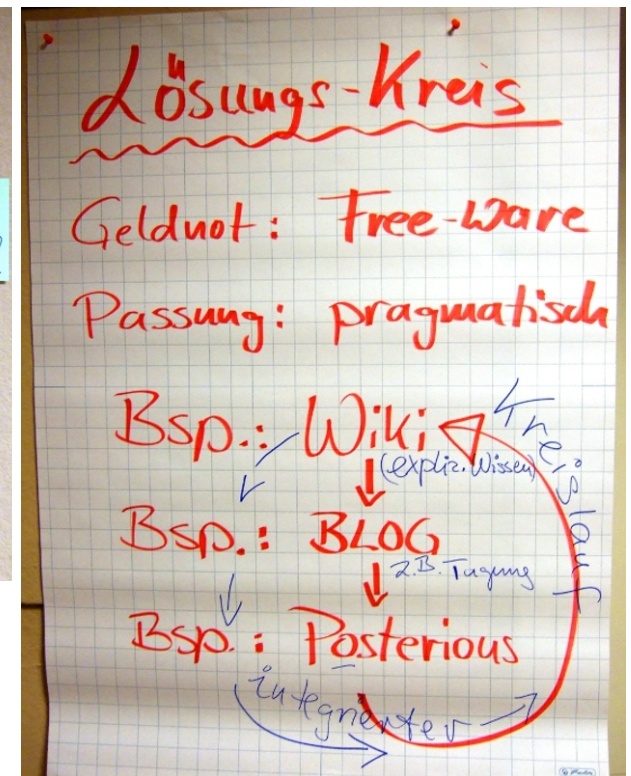 Lösungs-Kreis
Geldnot: Free-Ware
Passung: pragmatisch
Bsp.: Wiki
(expliz. Wissen)
Bsp.: BLOG
z.B. Tagung
Bsp.: Posterious
integrierter
Kreislauf